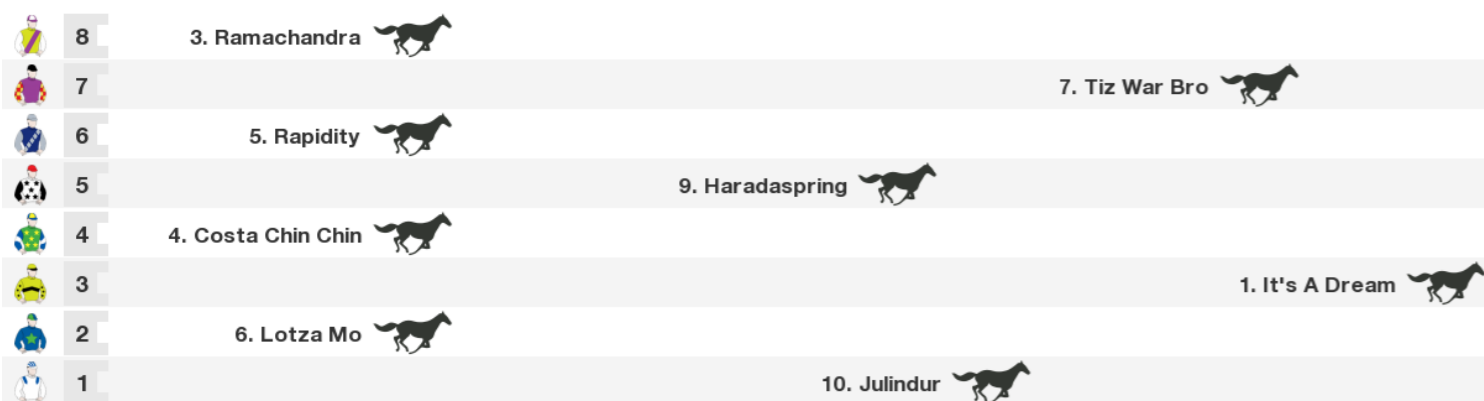 8 3. Ramachandra
7 7. Tiz War Bro
6 5. Rapidity
5 9. Haradaspring
4 4. Costa Chin Chin
3 1. It's A Dream
2 6. Lotza Mo
1 10. Julindur